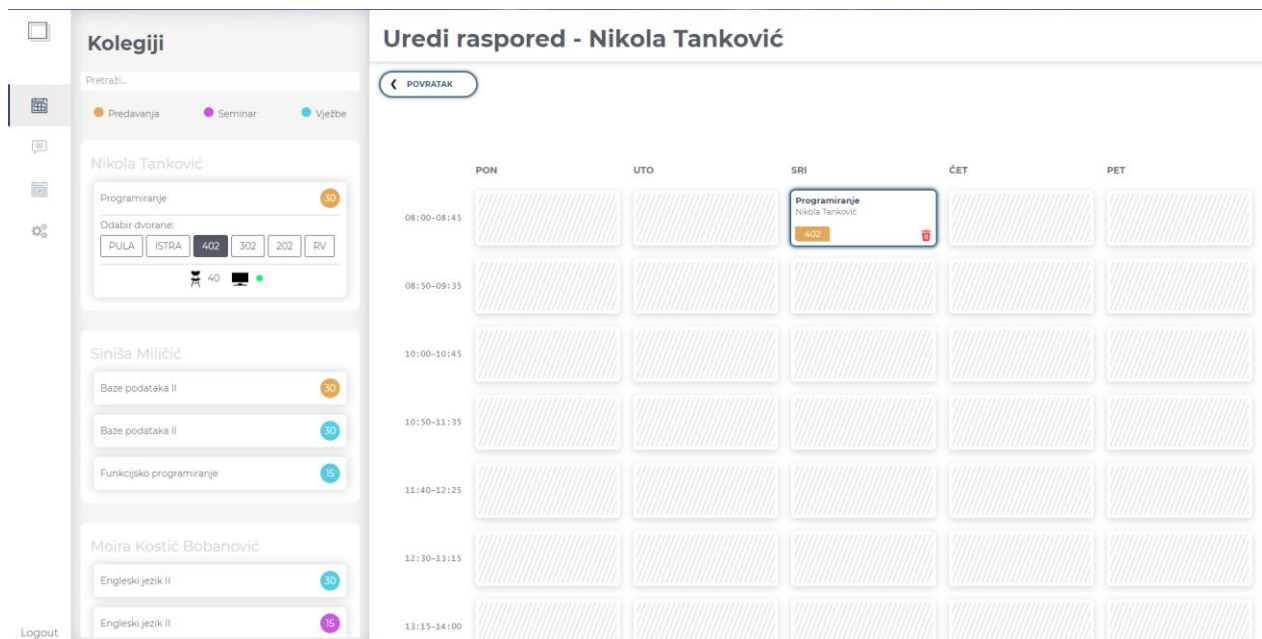 Logout
Kolegiji
Pretraži...
Predavanja Seminar Vježbe
Nikola Tanković
Programiranje 30
Odabir dvorane:
PULA ISTRA 402 302 202 RV
40
Siniša Miličić
Baze podataka II 30
Baze podataka II 30
Funkcijsko programiranje 15
Moira Kostić Bobanović
Engleski jezik II 30
Engleski jezik II 15
Uredi raspored - Nikola Tanković
POVRATAK
PON UTO SRI ČET PET
08:00-08:45
Programiranje
Nikola Tanković
402
08:50-09:35
10:00-10:45
10:50-11:35
11:40-12:25
12:30-13:15
13:15-14:00